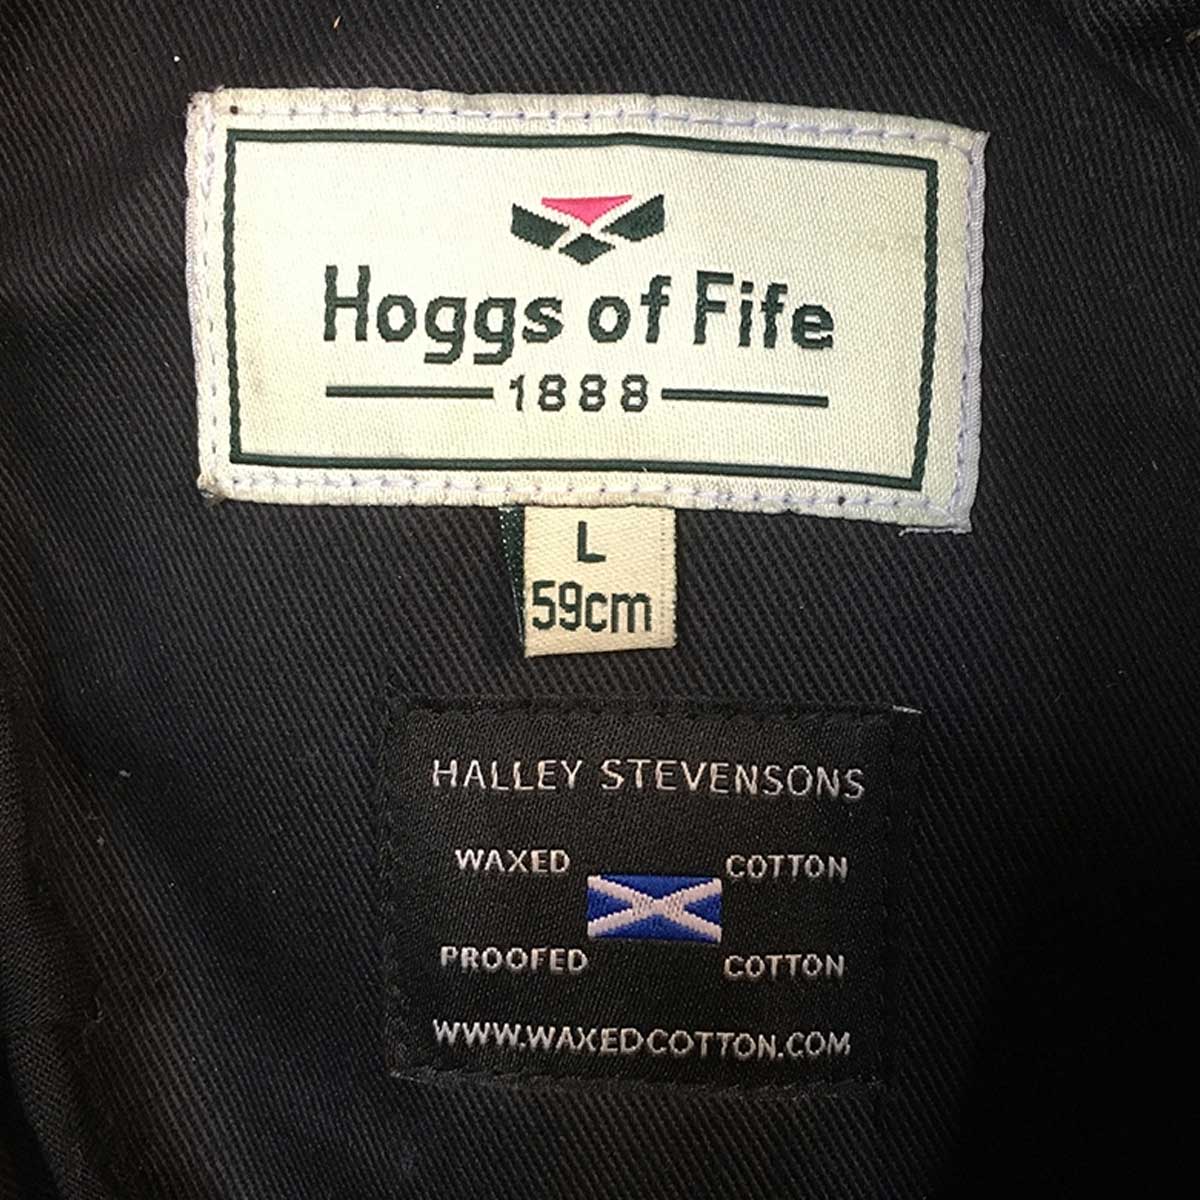 Hoggs of Fife
1888
L
59cm
HALLEY STEVENSONS
WAXED COTTON
PROOFED COTTON
WWW.WAXEDCOTTON.COM